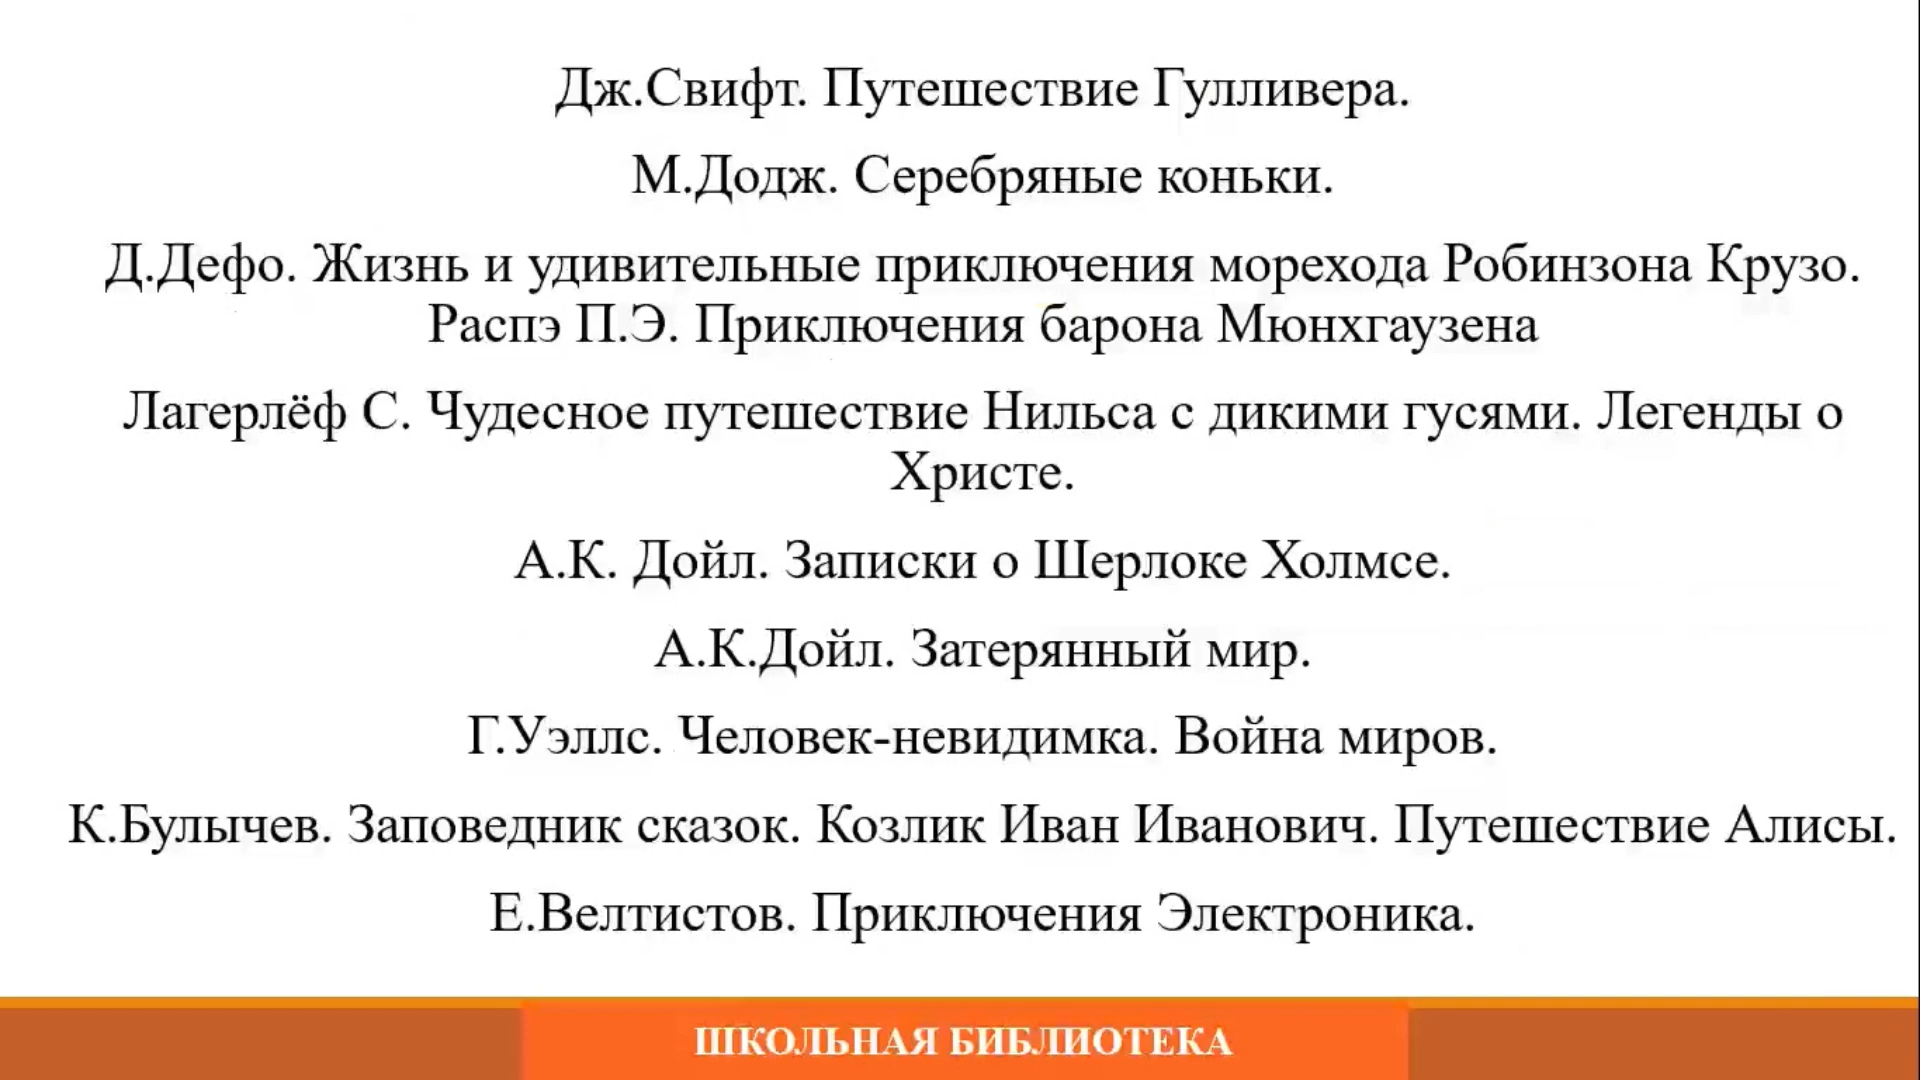 Дж.Свифт. Путешествие Гулливера.
М.Додж. Серебряные коньки.
Д.Дефо. Жизнь и удивительные приключения морехода Робинзона Крузо.
Распэ П.Э. Приключения барона Мюнхгаузена
Лагерлёф С. Чудесное путешествие Нильса с дикими гусями. Легенды о
Христе.
А.К. Дойл. Записки о Шерлоке Холмсе.
А.К.Дойл. Затерянный мир.
Г.Уэллс. Человек-невидимка. Война миров.
К.Булычев. Заповедник сказок. Козлик Иван Иванович. Путешествие Алисы.
Е.Велтистов. Приключения Электроника.
ШКОЛЬНАЯ БИБЛИОТЕКА